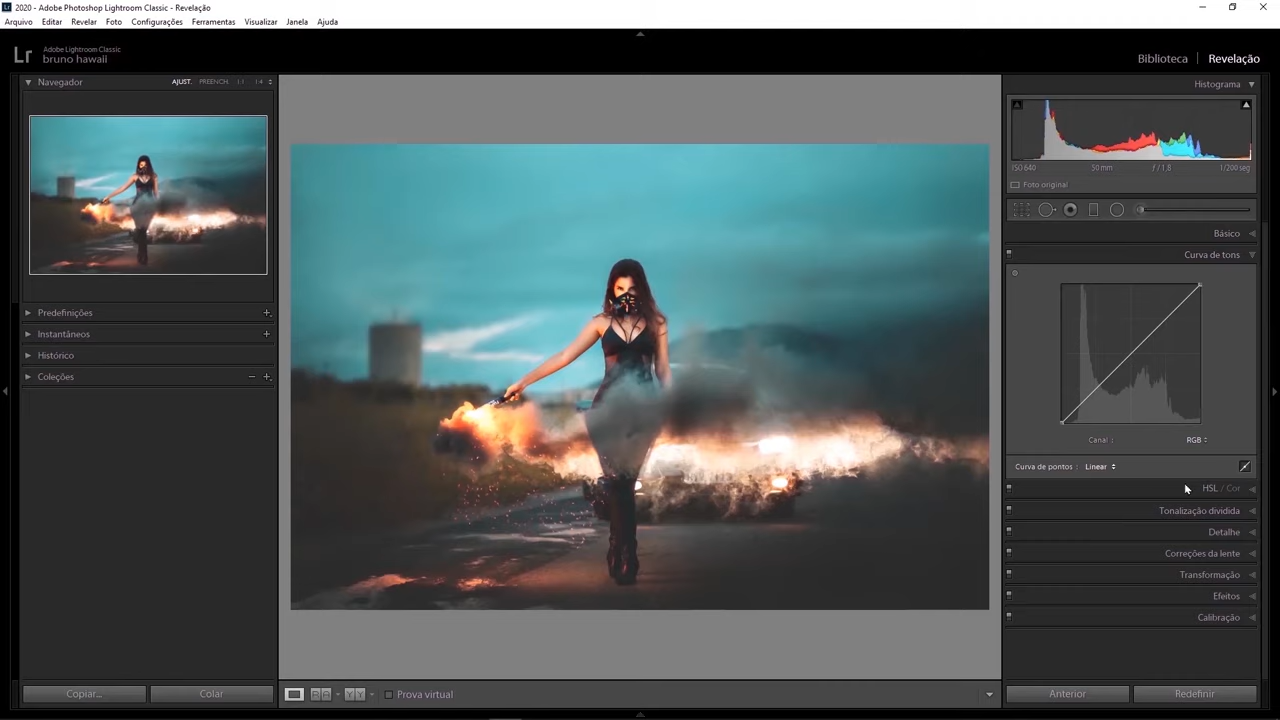 2020 - Adobe Photoshop Lightroom Classic - Revelação
Arquivo Editar Revelar Foto Configurações Ferramentas Visualizar Janela Ajuda
Lr
Adobe Lightroom Classic
bruno hawaii
Biblioteca | Revelação
Navegador AJUST. PREENCH. 1:1 1:4
Predefinições
Instantâneos
Histórico
Coleções
Copiar... Colar
Prova virtual
Histograma
ISO 640 50 mm ƒ / 1,8 1/200 seg
Foto original
Básico
Curva de tons
Canal : RGB
Curva de pontos : Linear
HSL / Cor
Tonalização dividida
Detalhe
Correções da lente
Transformação
Efeitos
Calibração
Anterior Redefinir